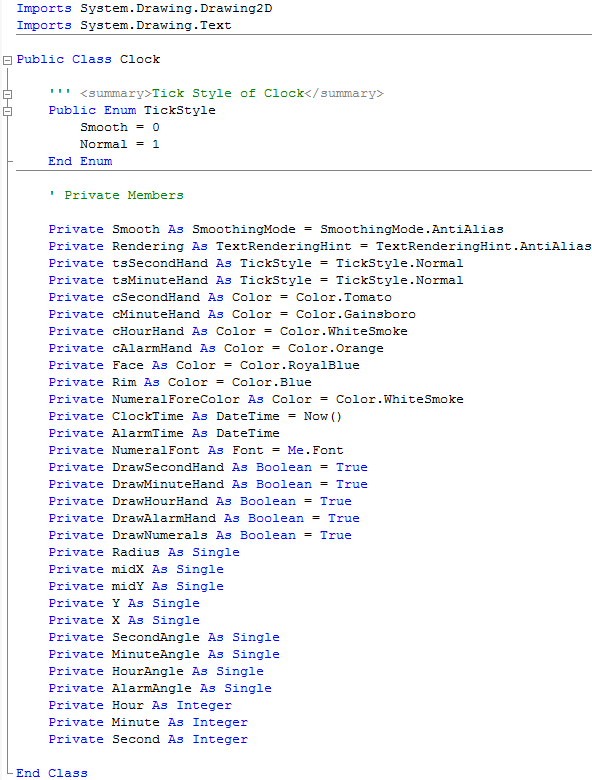 Imports System.Drawing.Drawing2D
Imports System.Drawing.Text
Public Class Clock
''' <summary>Tick Style of Clock</summary>
Public Enum TickStyle
Smooth = 0
Normal = 1
End Enum
' Private Members
Private Smooth As SmoothingMode = SmoothingMode.AntiAlias
Private Rendering As TextRenderingHint = TextRenderingHint.AntiAlias
Private tsSecondHand As TickStyle = TickStyle.Normal
Private tsMinuteHand As TickStyle = TickStyle.Normal
Private cSecondHand As Color = Color.Tomato
Private cMinuteHand As Color = Color.Gainsboro
Private cHourHand As Color = Color.WhiteSmoke
Private cAlarmHand As Color = Color.Orange
Private Face As Color = Color.RoyalBlue
Private Rim As Color = Color.Blue
Private NumeralForeColor As Color = Color.WhiteSmoke
Private ClockTime As DateTime = Now()
Private AlarmTime As DateTime
Private NumeralFont As Font = Me.Font
Private DrawSecondHand As Boolean = True
Private DrawMinuteHand As Boolean = True
Private DrawHourHand As Boolean = True
Private DrawAlarmHand As Boolean = True
Private DrawNumerals As Boolean = True
Private Radius As Single
Private midX As Single
Private midY As Single
Private Y As Single
Private X As Single
Private SecondAngle As Single
Private MinuteAngle As Single
Private HourAngle As Single
Private AlarmAngle As Single
Private Hour As Integer
Private Minute As Integer
Private Second As Integer
End Class